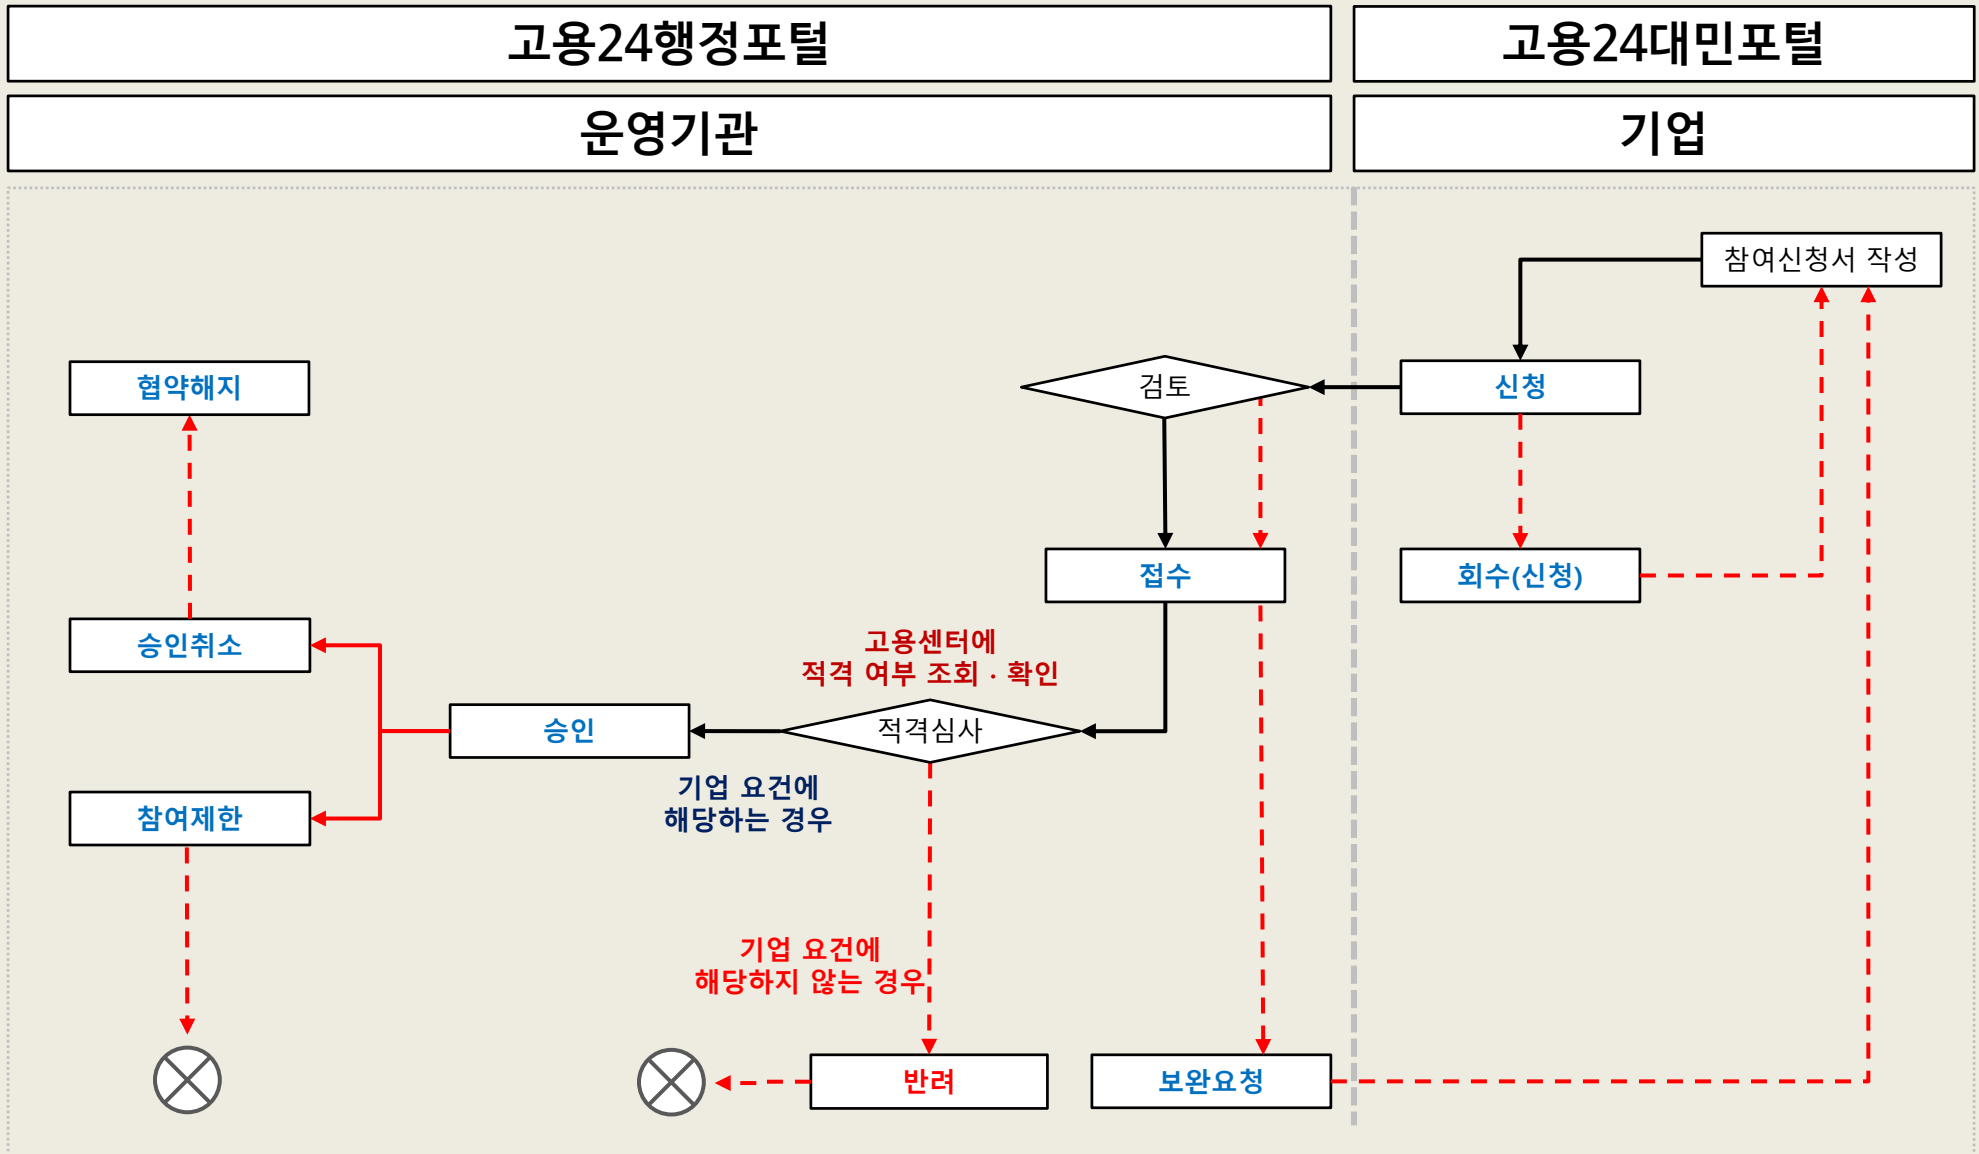 고용24행정포털
고용24대민포털
운영기관
기업
참여신청서 작성
협약해지
검토
신청
접수
회수(신청)
승인취소
고용센터에
적격 여부 조회 · 확인
승인
적격심사
기업 요건에
해당하는 경우
참여제한
기업 요건에
해당하지 않는 경우
반려
보완요청